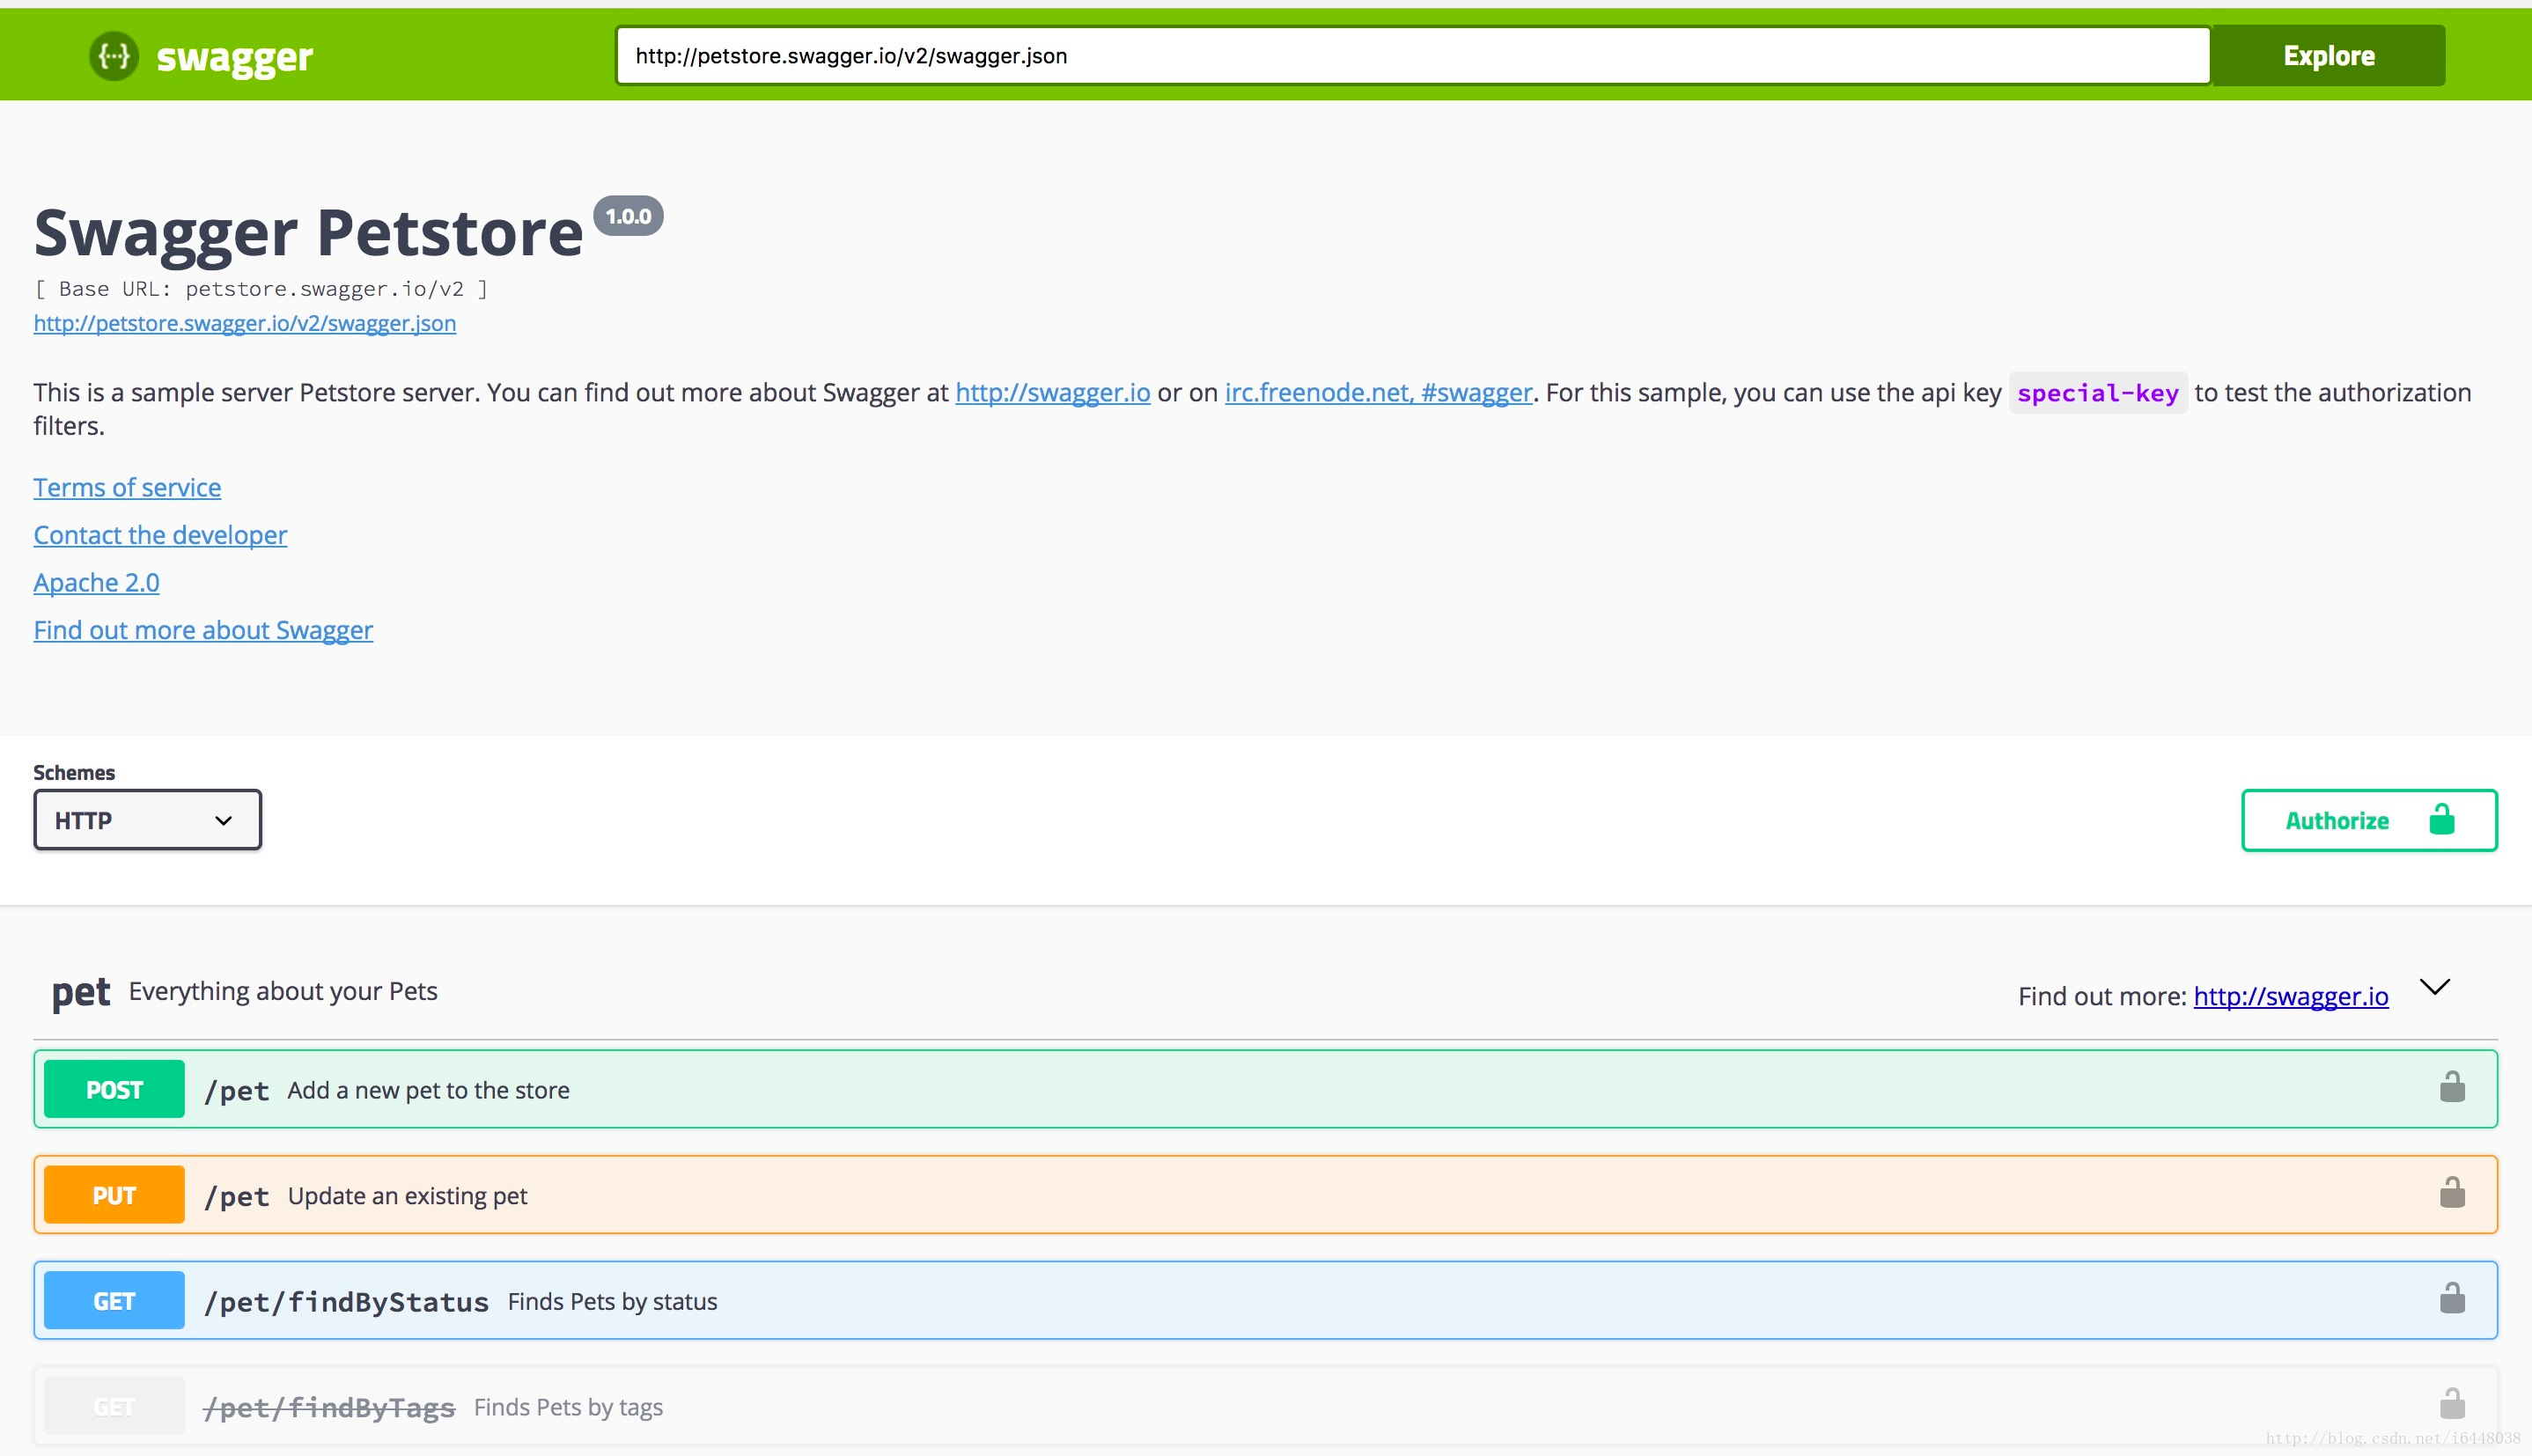 {···} swagger
http://petstore.swagger.io/v2/swagger.json
Explore
Swagger Petstore 1.0.0
[ Base URL: petstore.swagger.io/v2 ]
http://petstore.swagger.io/v2/swagger.json
This is a sample server Petstore server. You can find out more about Swagger at http://swagger.io or on irc.freenode.net, #swagger. For this sample, you can use the api key special-key to test the authorization
filters.
Terms of service
Contact the developer
Apache 2.0
Find out more about Swagger
Schemes
HTTP
Authorize
pet Everything about your Pets
Find out more: http://swagger.io
POST /pet Add a new pet to the store
PUT /pet Update an existing pet
GET /pet/findByStatus Finds Pets by status
GET /pet/findByTags Finds Pets by tags
http://blog.csdn.net/i6448038